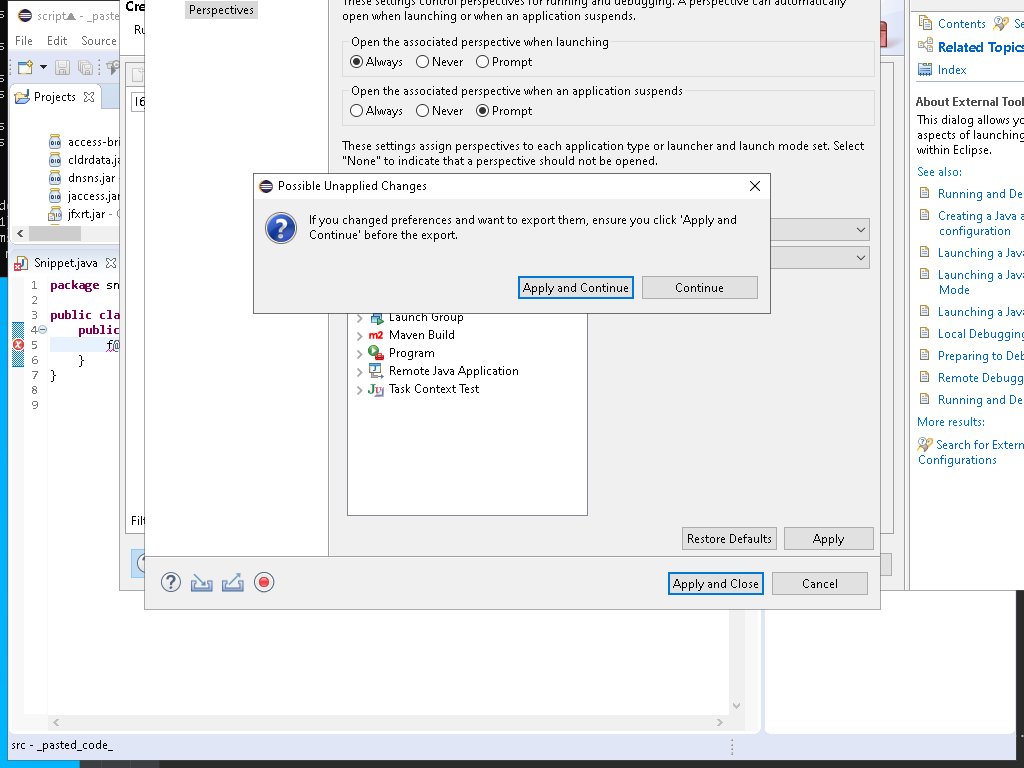 script - _paste
File Edit Source
Projects
access-bri
cldrdata.ja
dnsns.jar
jaccess.jar
jfxrt.jar -
Snippet.java
1 package sn
2
3 public cla
4 public
5 f@
6 }
7 }
8
9
src - _pasted_code_
Cre
Ru
Filt
Perspectives
These settings control perspectives for running and debugging. A perspective can automatically
open when launching or when an application suspends.
Open the associated perspective when launching
Always Never Prompt
Open the associated perspective when an application suspends
Always Never Prompt
These settings assign perspectives to each application type or launcher and launch mode set. Select
"None" to indicate that a perspective should not be opened.
Possible Unapplied Changes
If you changed preferences and want to export them, ensure you click 'Apply and
Continue' before the export.
Apply and Continue Continue
Launch Group
m2 Maven Build
Program
Remote Java Application
Ju Task Context Test
Restore Defaults Apply
Apply and Close Cancel
Contents Se
Related Topics
Index
About External Tool
This dialog allows yo
aspects of launching
within Eclipse.
See also:
Running and De
Creating a Java a
configuration
Launching a Java
Launching a Java
Mode
Launching a Java
Local Debugging
Preparing to Deb
Remote Debugg
Running and De
More results:
Search for Extern
Configurations